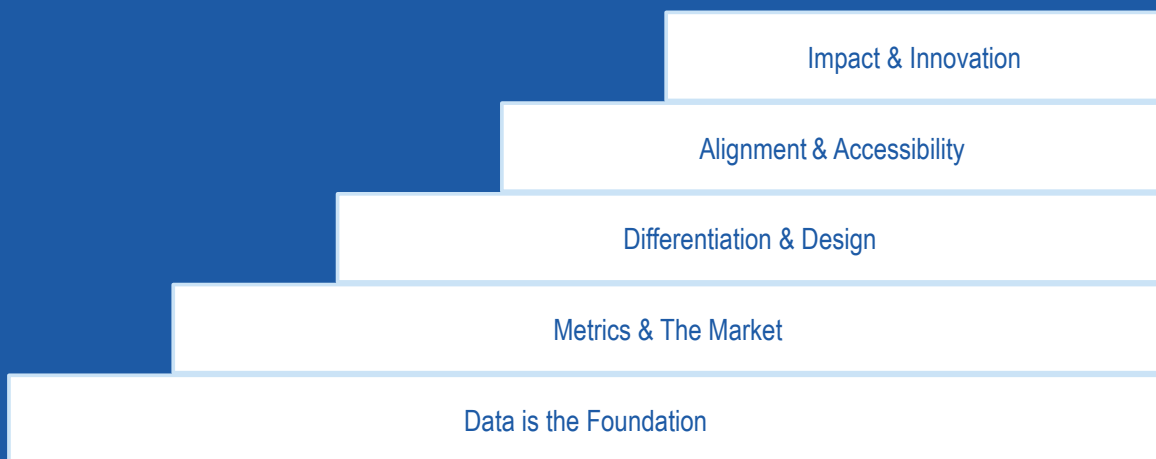 Impact & Innovation
Alignment & Accessibility
Differentiation & Design
Metrics & The Market
Data is the Foundation